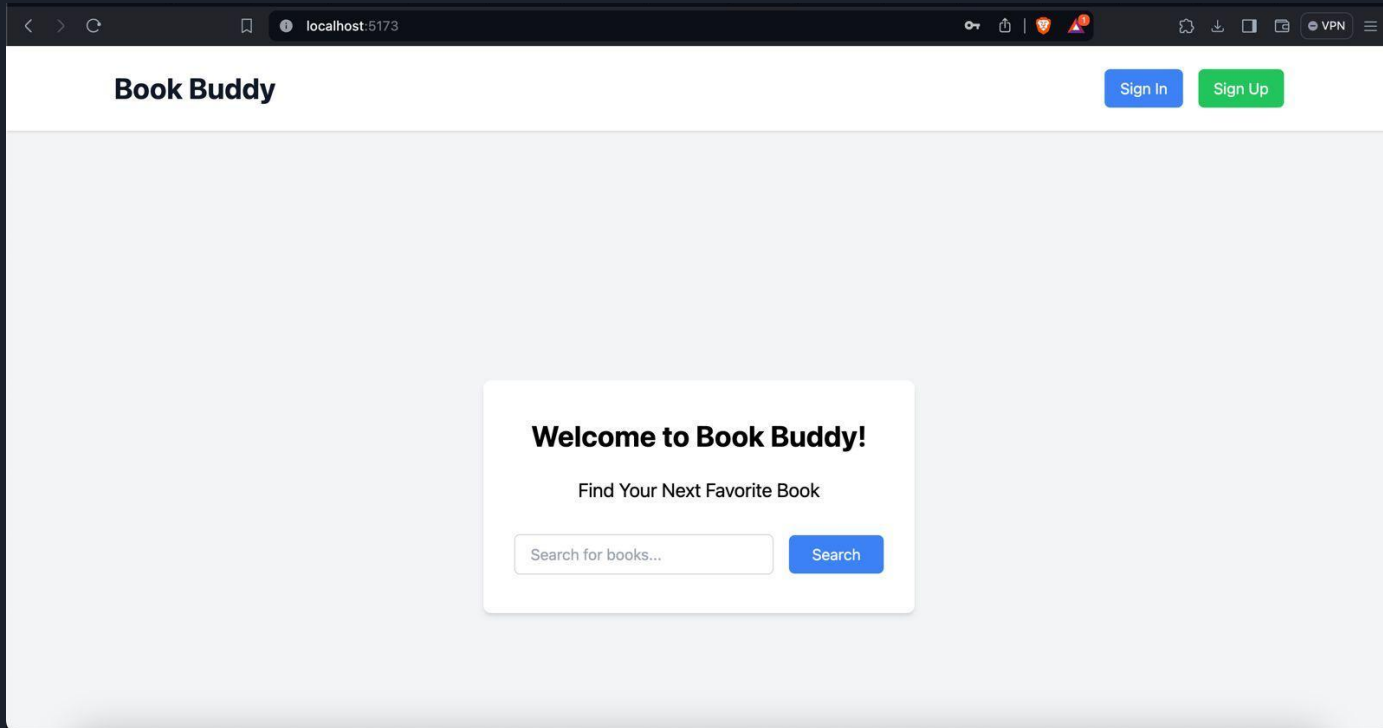 localhost:5173
1
VPN
Book Buddy
Sign In
Sign Up
Welcome to Book Buddy!
Find Your Next Favorite Book
Search for books...
Search